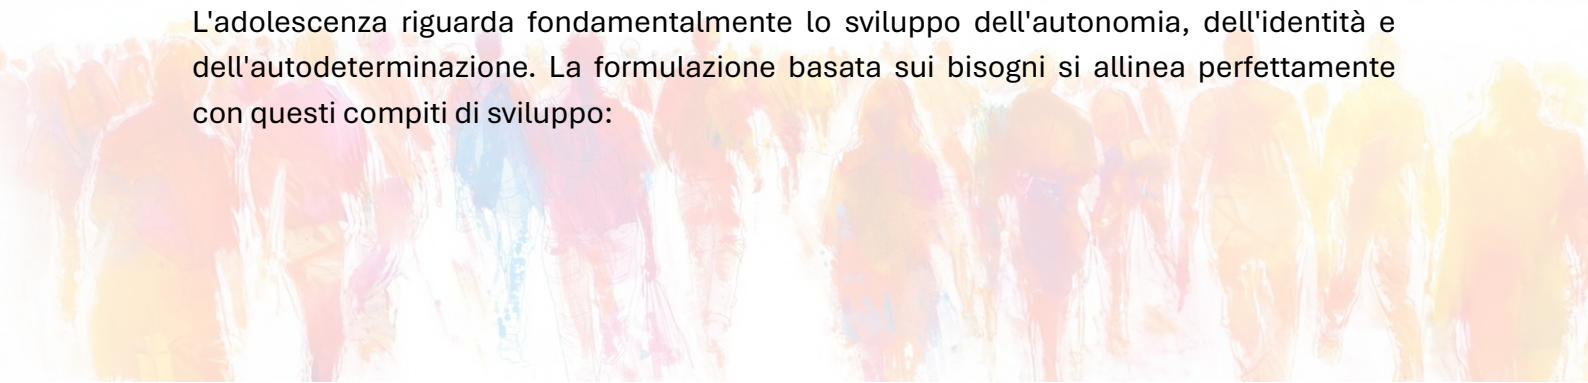 L'adolescenza riguarda fondamentalmente lo sviluppo dell'autonomia, dell'identità e
dell'autodeterminazione. La formulazione basata sui bisogni si allinea perfettamente
con questi compiti di sviluppo: